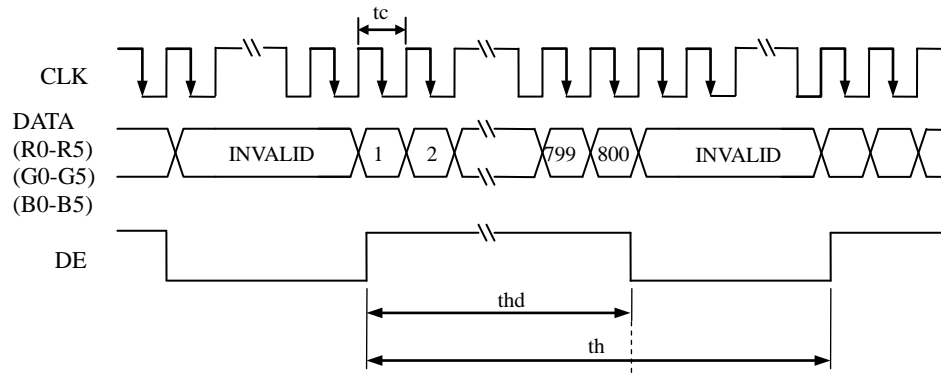 tc
CLK
DATA
(R0-R5)
(G0-G5)
(B0-B5)
INVALID 1 2 799 800 INVALID
DE
thd
th